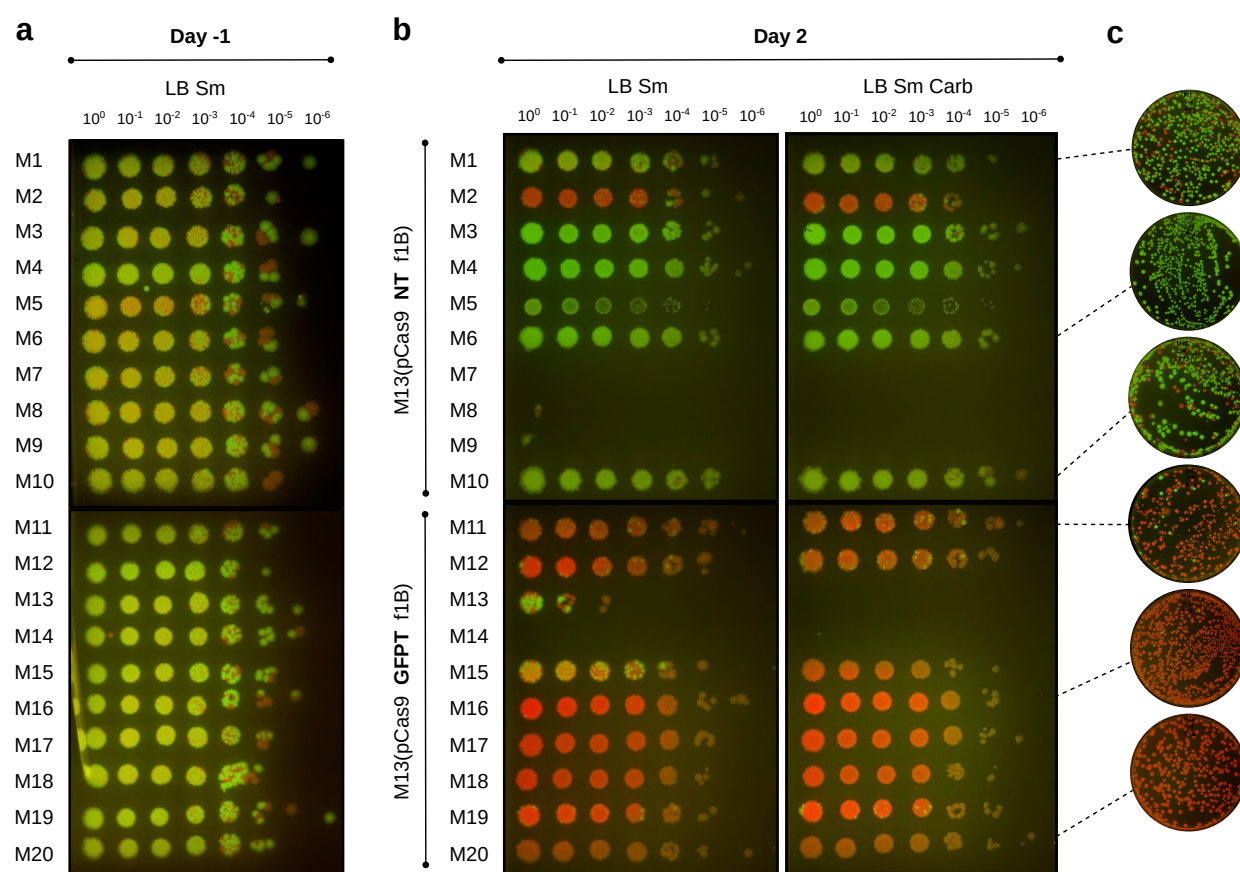 a
Day -1
LB Sm
10⁰ 10⁻¹ 10⁻² 10⁻³ 10⁻⁴ 10⁻⁵ 10⁻⁶
M1
M2
M3
M4
M5
M6
M7
M8
M9
M10
M11
M12
M13
M14
M15
M16
M17
M18
M19
M20
b
Day 2
LB Sm
LB Sm Carb
10⁰ 10⁻¹ 10⁻² 10⁻³ 10⁻⁴ 10⁻⁵ 10⁻⁶
10⁰ 10⁻¹ 10⁻² 10⁻³ 10⁻⁴ 10⁻⁵ 10⁻⁶
M13(pCas9 NT f1B)
M13(pCas9 GFPT f1B)
M1
M2
M3
M4
M5
M6
M7
M8
M9
M10
M11
M12
M13
M14
M15
M16
M17
M18
M19
M20
c